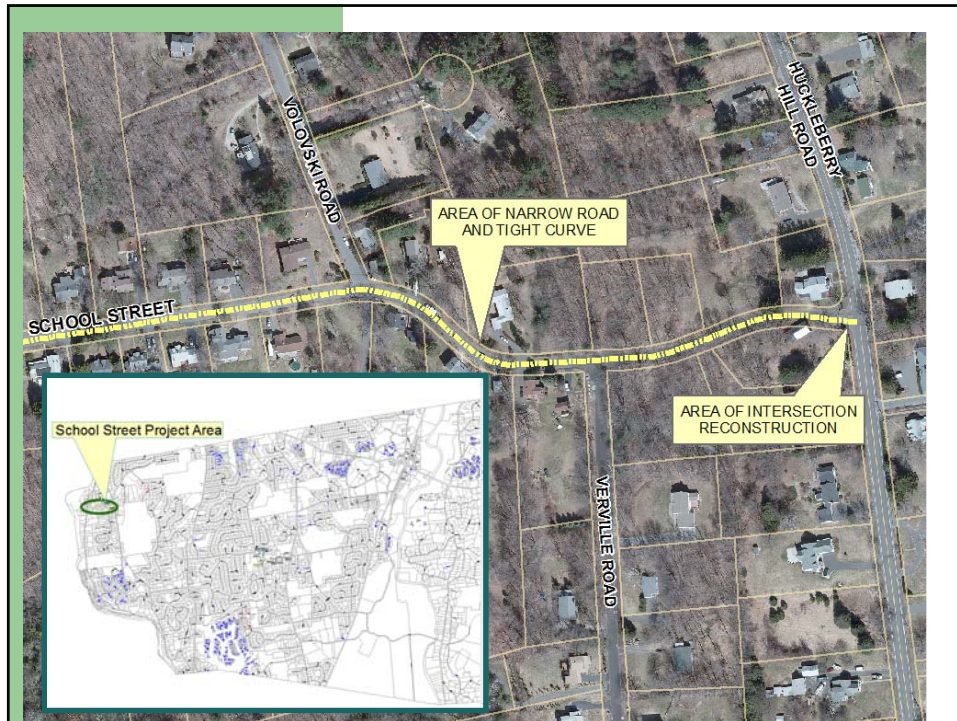 VOLOVSKI ROAD
HUCKLEBERRY
HILL ROAD
AREA OF NARROW ROAD
AND TIGHT CURVE
SCHOOL STREET
AREA OF INTERSECTION
RECONSTRUCTION
School Street Project Area
VERVILLE ROAD